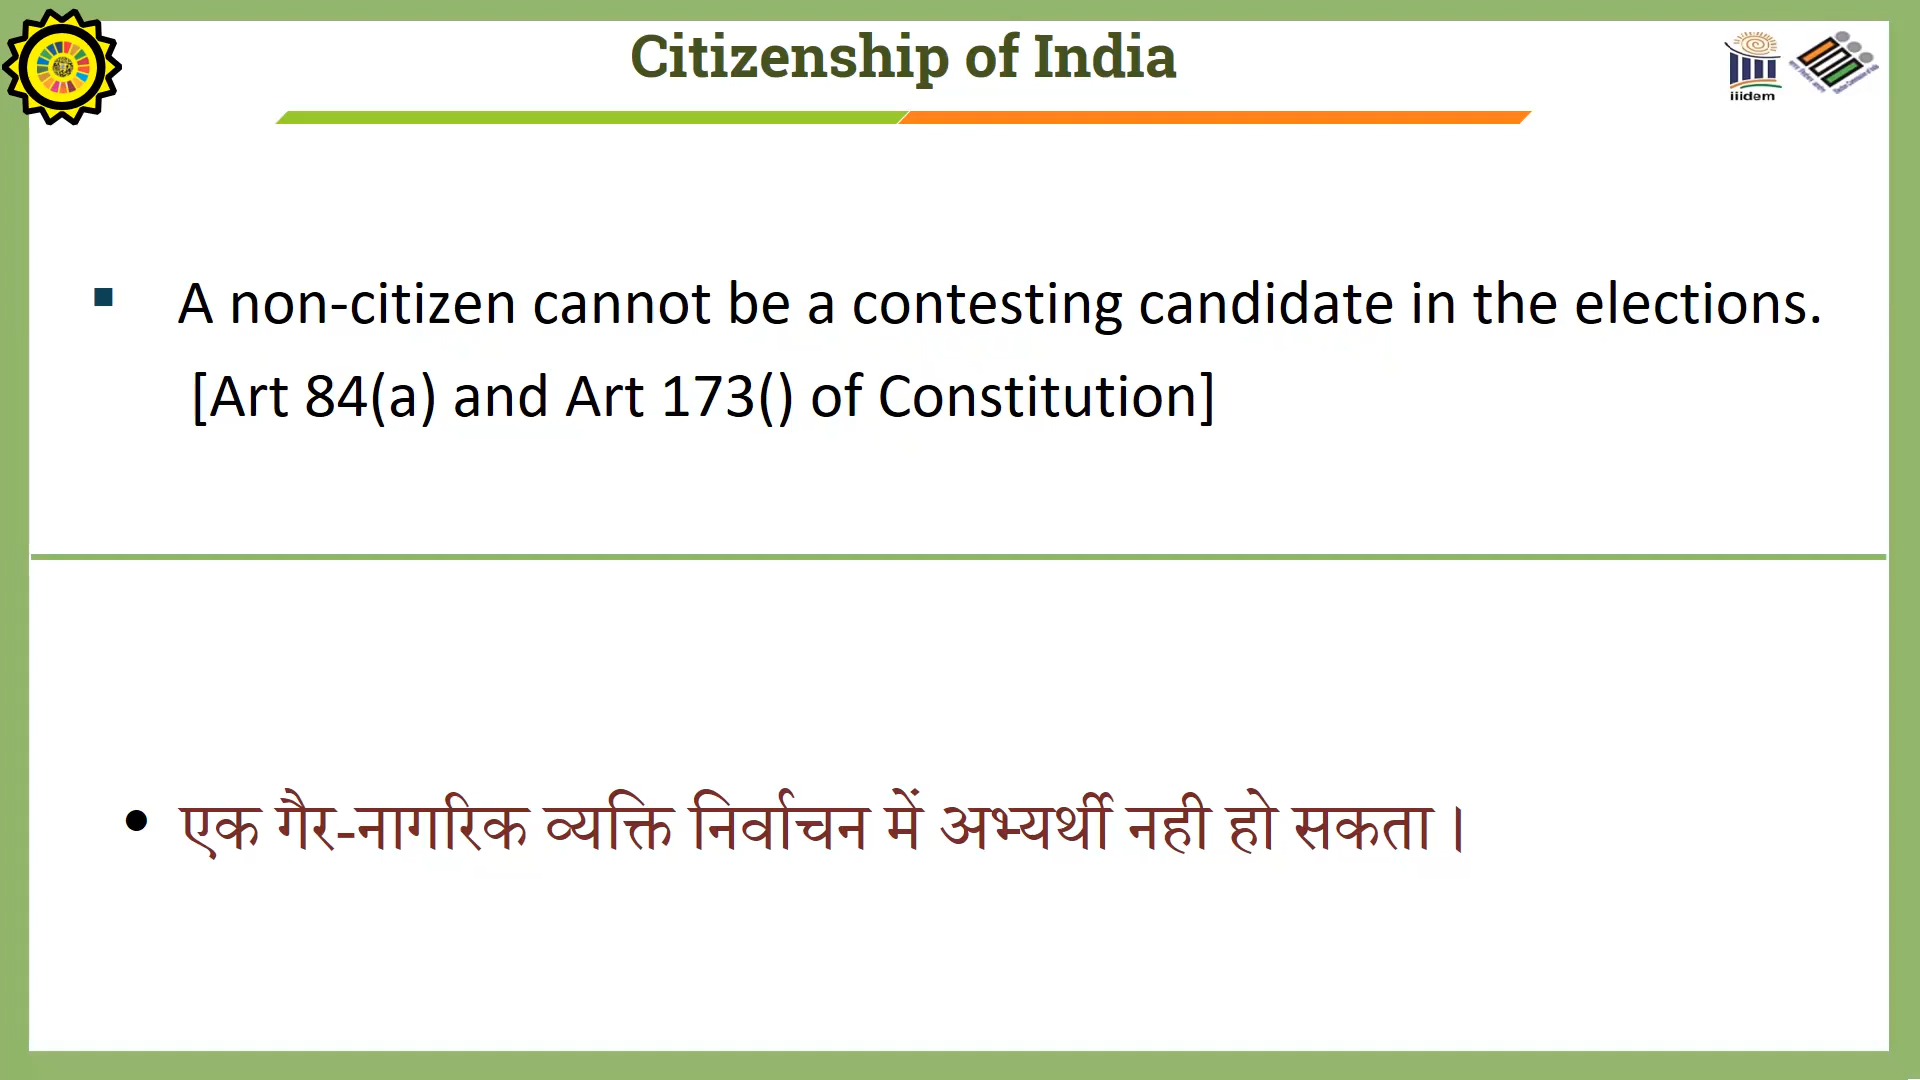 Citizenship of India
iiidem
▪ A non-citizen cannot be a contesting candidate in the elections.
[Art 84(a) and Art 173() of Constitution]
• एक गैर-नागरिक व्यक्ति निर्वाचन में अभ्यर्थी नही हो सकता।